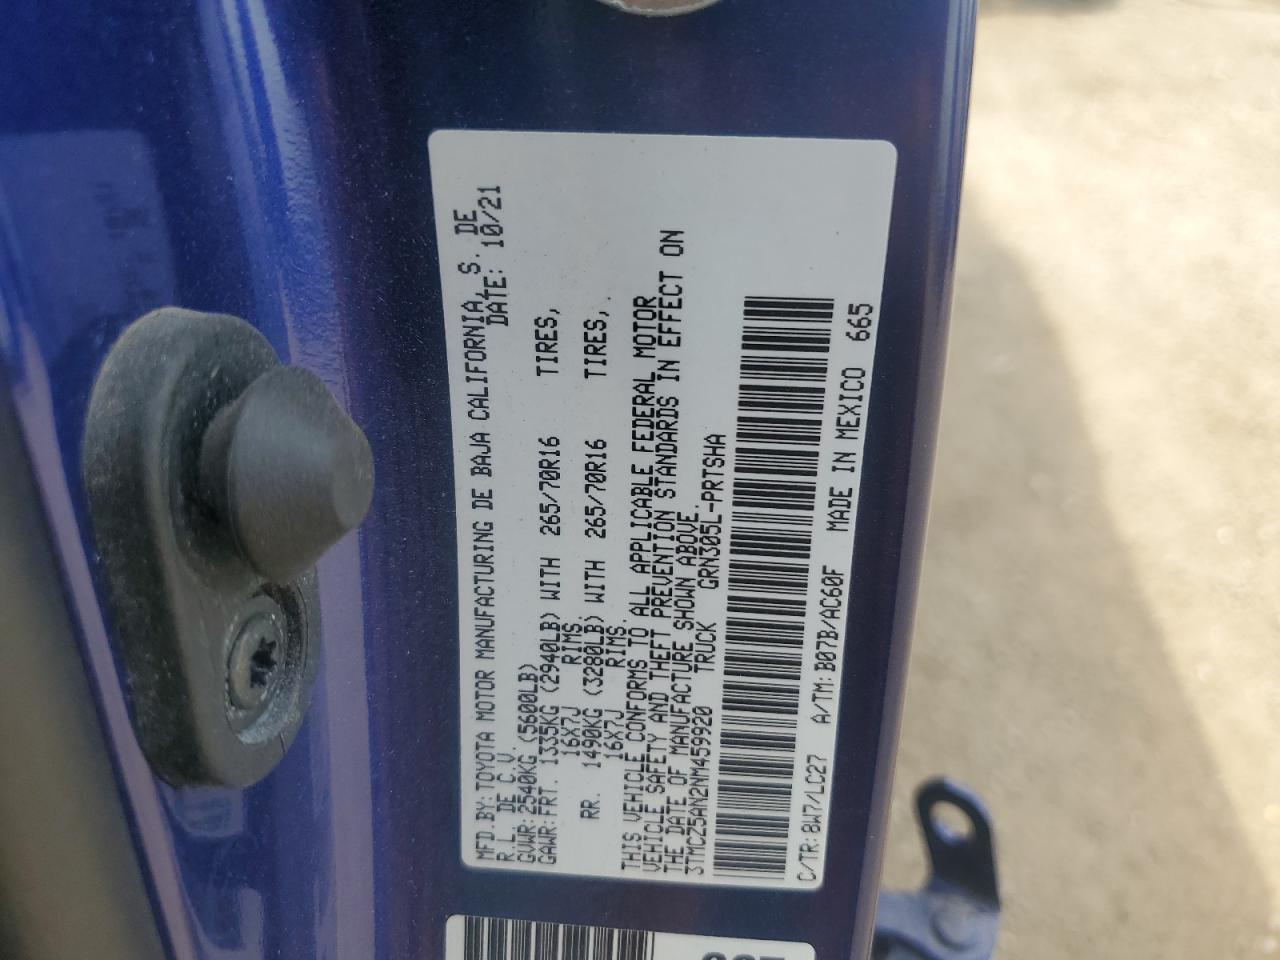 MFD.BY:TOYOTA MOTOR MANUFACTURING DE BAJA CALIFORNIA, S. DE
R.L. DE C.V. DATE: 10/21
GVWR:2540KG (5600LB)
GAWR:FRT. 1335KG (2940LB) WITH 265/70R16 TIRES,
16X7J RIMS.
RR. 1490KG (3280LB) WITH 265/70R16 TIRES,
16X7J RIMS.
THIS VEHICLE CONFORMS TO ALL APPLICABLE FEDERAL MOTOR
VEHICLE SAFETY AND THEFT PREVENTION STANDARDS IN EFFECT ON
THE DATE OF MANUFACTURE SHOWN ABOVE.
3TMCZ5AN2NM459920 TRUCK GRN305L-PRTSHA
C/TR:8W7/LC27 A/TM:B07B/AC60F MADE IN MEXICO 665